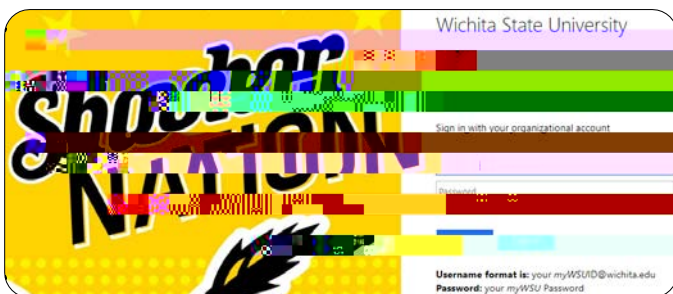 Shocker
NATION
Wichita State University
Sign in with your organizational account
Password
Username format is: your myWSUID@wichita.edu
Password: your myWSU Password